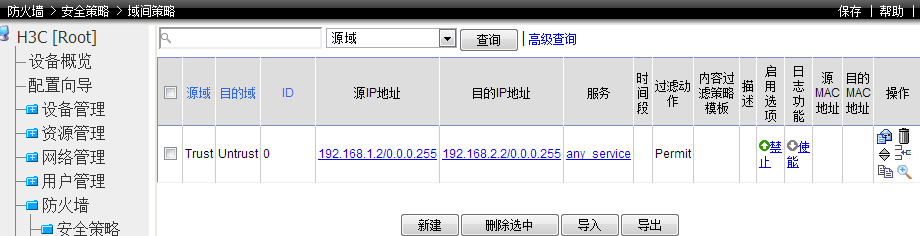 防火墙 > 安全策略 > 域间策略
保存 | 帮助 |
H3C [Root]
设备概览
配置向导
设备管理
资源管理
网络管理
用户管理
防火墙
安全策略
源域 查询 | 高级查询
源域 目的域 ID 源IP地址 目的IP地址 服务 时间段 过滤动作 内容过滤策略模板 描述 启用选项 日志功能 源MAC地址 目的MAC地址 操作
Trust Untrust 0 192.168.1.2/0.0.0.255 192.168.2.2/0.0.0.255 any_service Permit 禁止 使能
新建 删除选中 导入 导出